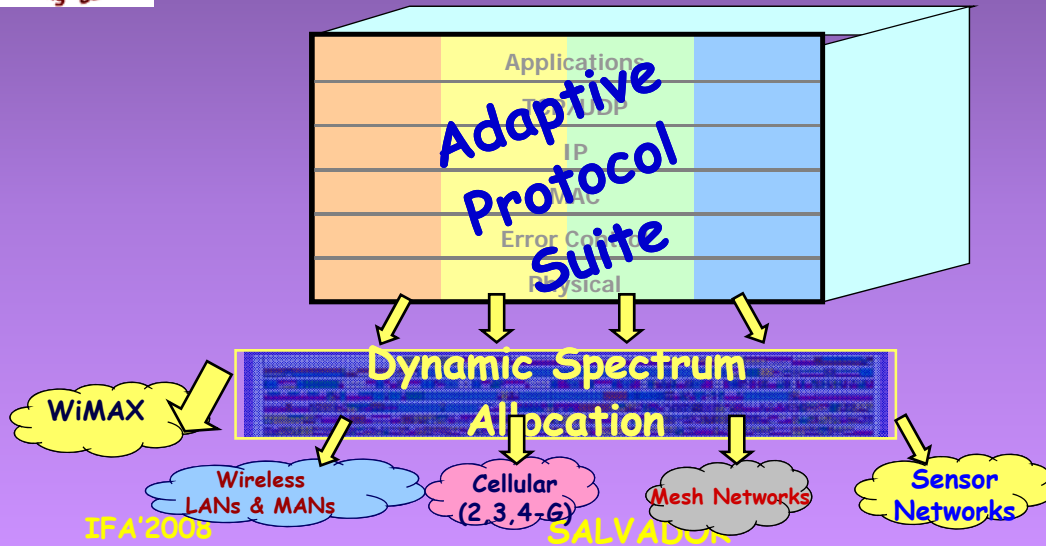 Applications
TCP/UDP
IP
MAC
Error Control
Physical
Adaptive
Protocol
Suite
Dynamic Spectrum
Allocation
WiMAX
Wireless
LANs & MANs
Cellular
(2,3,4-G)
Mesh Networks
Sensor
Networks
IFA'2008
SALVADOR